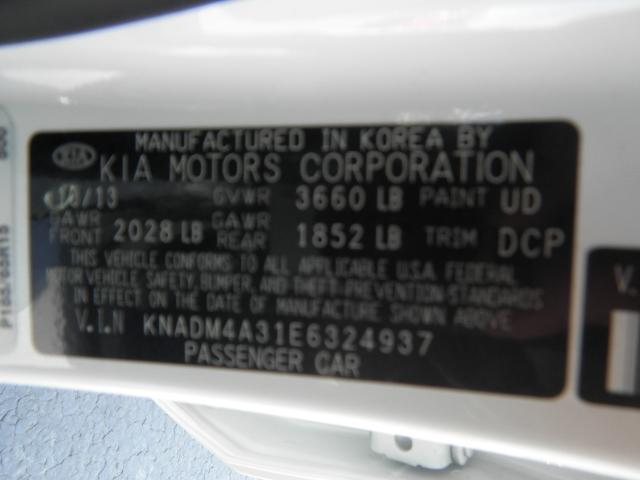 MANUFACTURED IN KOREA BY
KIA KIA MOTORS CORPORATION
GVWR 3660 LB PAINT UD
GAWR FRONT 2028 LB GAWR REAR 1852 LB TRIM DCP
THIS VEHICLE CONFORMS TO ALL APPLICABLE U.S.A. FEDERAL
MOTOR VEHICLE SAFETY, BUMPER, AND THEFT-PREVENTION STANDARDS
IN EFFECT ON THE DATE OF MANUFACTURE SHOWN ABOVE
V.I.N KNADM4A31E6324937
PASSENGER CAR
V.